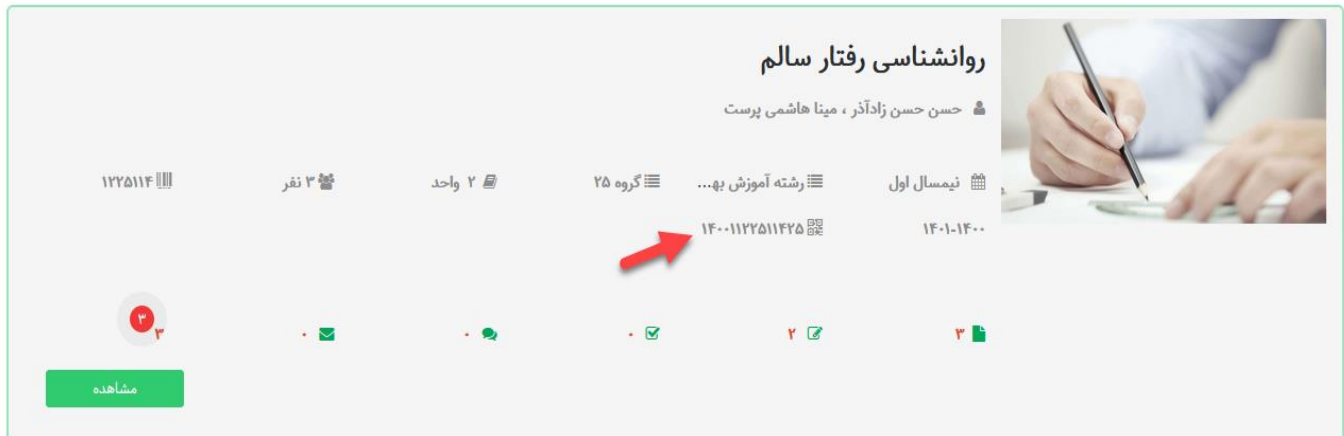 روانشناسی رفتار سالم
حسن حسن زادآذر ، مینا هاشمی پرست
نیمسال اول رشته آموزش بهـ... گروه ۲۵ ۲ واحد ۳ نفر ۱۲۲۵۱۱۴
۱۴۰۱-۱۴۰۰ ۱۴۰۰۱۱۲۲۵۱۱۴۲۵
۳ ۲ ۰ ۰ ۰ ۳ ۳
مشاهده